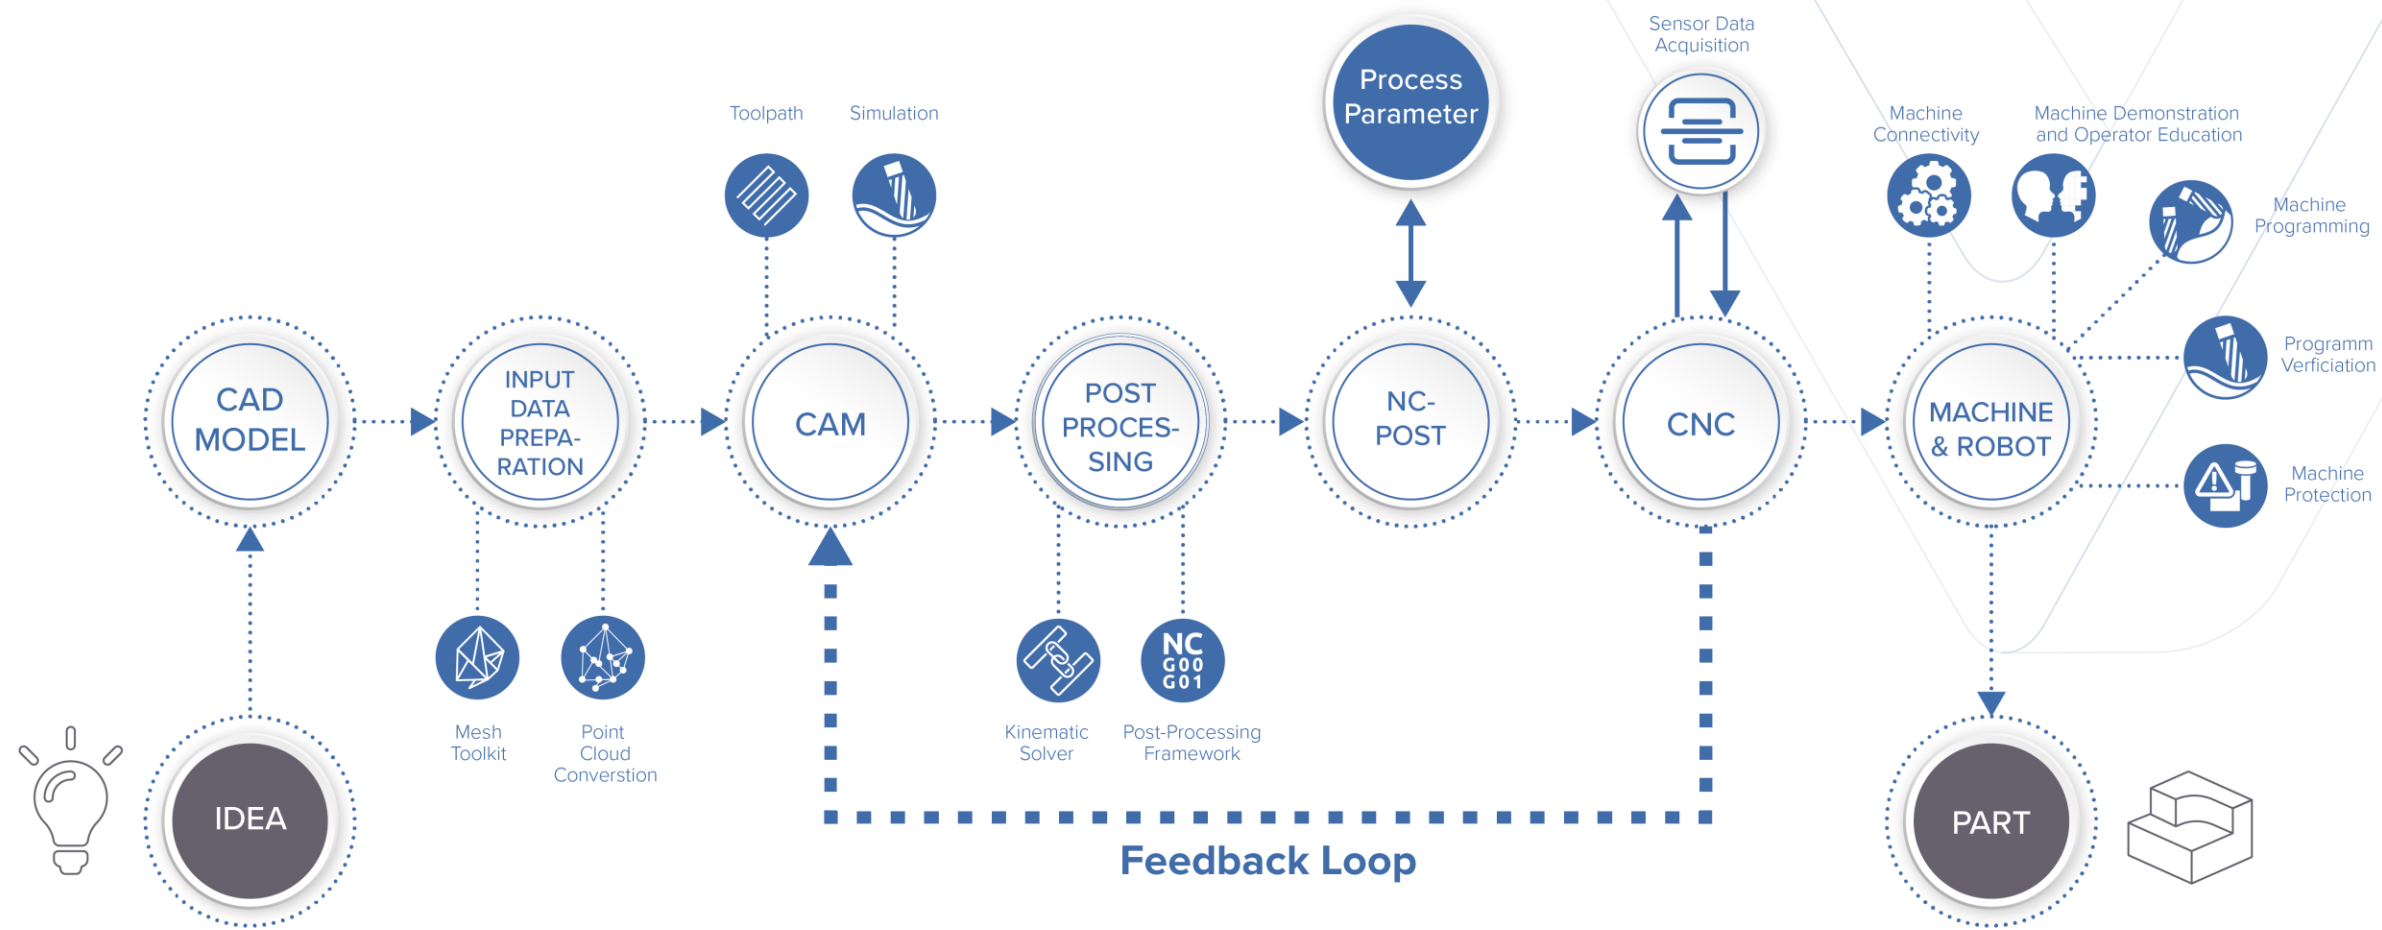 Sensor Data
Acquisition
Process
Parameter
Toolpath
Simulation
Machine
Connectivity
Machine Demonstration
and Operator Education
Machine
Programming
Programm
Verficiation
Machine
Protection
CAD
MODEL
INPUT
DATA
PREPA-
RATION
CAM
POST
PROCES-
SING
NC-
POST
CNC
MACHINE
& ROBOT
NC
G00
G01
Mesh
Toolkit
Point
Cloud
Converstion
Kinematic
Solver
Post-Processing
Framework
IDEA
PART
Feedback Loop